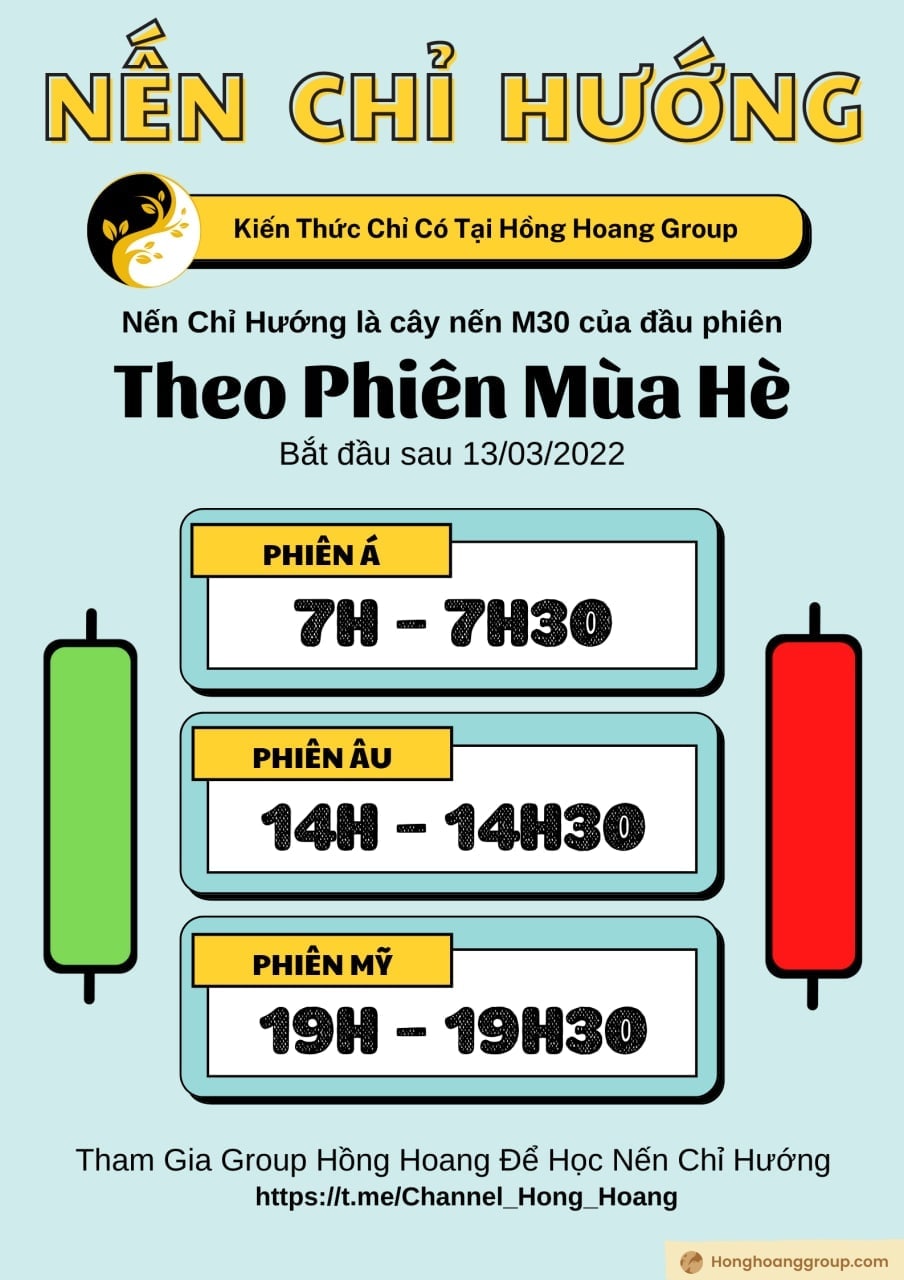 NẾN CHỈ HƯỚNG
Kiến Thức Chỉ Có Tại Hồng Hoang Group
Nến Chỉ Hướng là cây nến M30 của đầu phiên
Theo Phiên Mùa Hè
Bắt đầu sau 13/03/2022
PHIÊN Á
7H - 7H30
PHIÊN ÂU
14H - 14H30
PHIÊN MỸ
19H - 19H30
Tham Gia Group Hồng Hoang Để Học Nến Chỉ Hướng
https://t.me/Channel_Hong_Hoang
Honghoanggroup.com